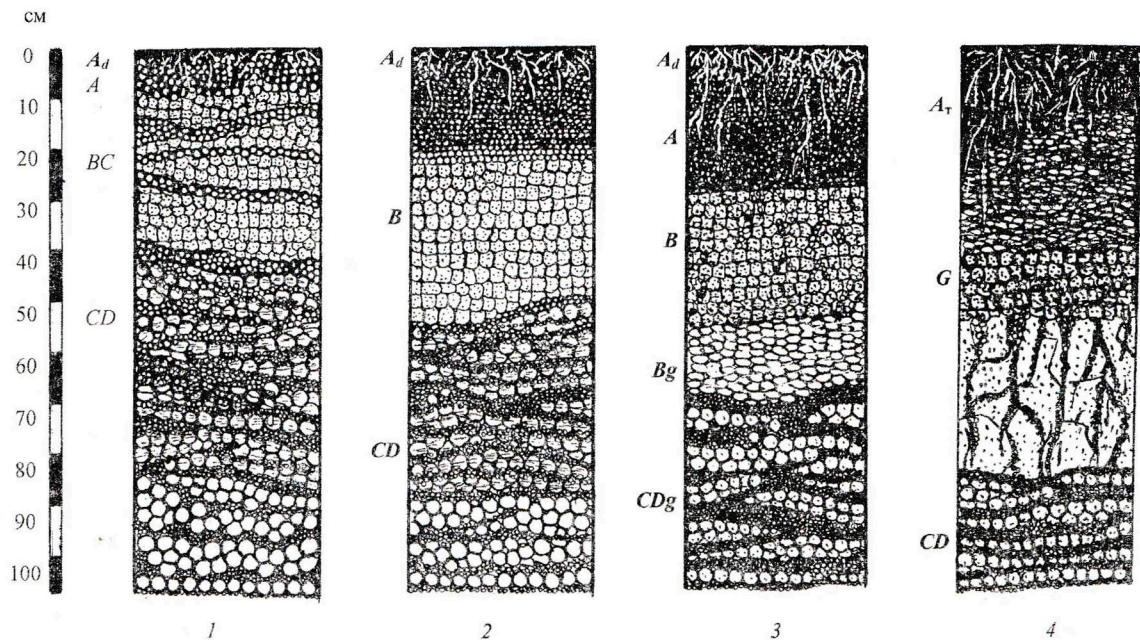 см
0 A_d A_d A_d
A
10 A_т
A
20 BC
30 B
B
40 G
50 CD
60 Bg
70
80 CD
90 CDg
CD
100
1 2 3 4